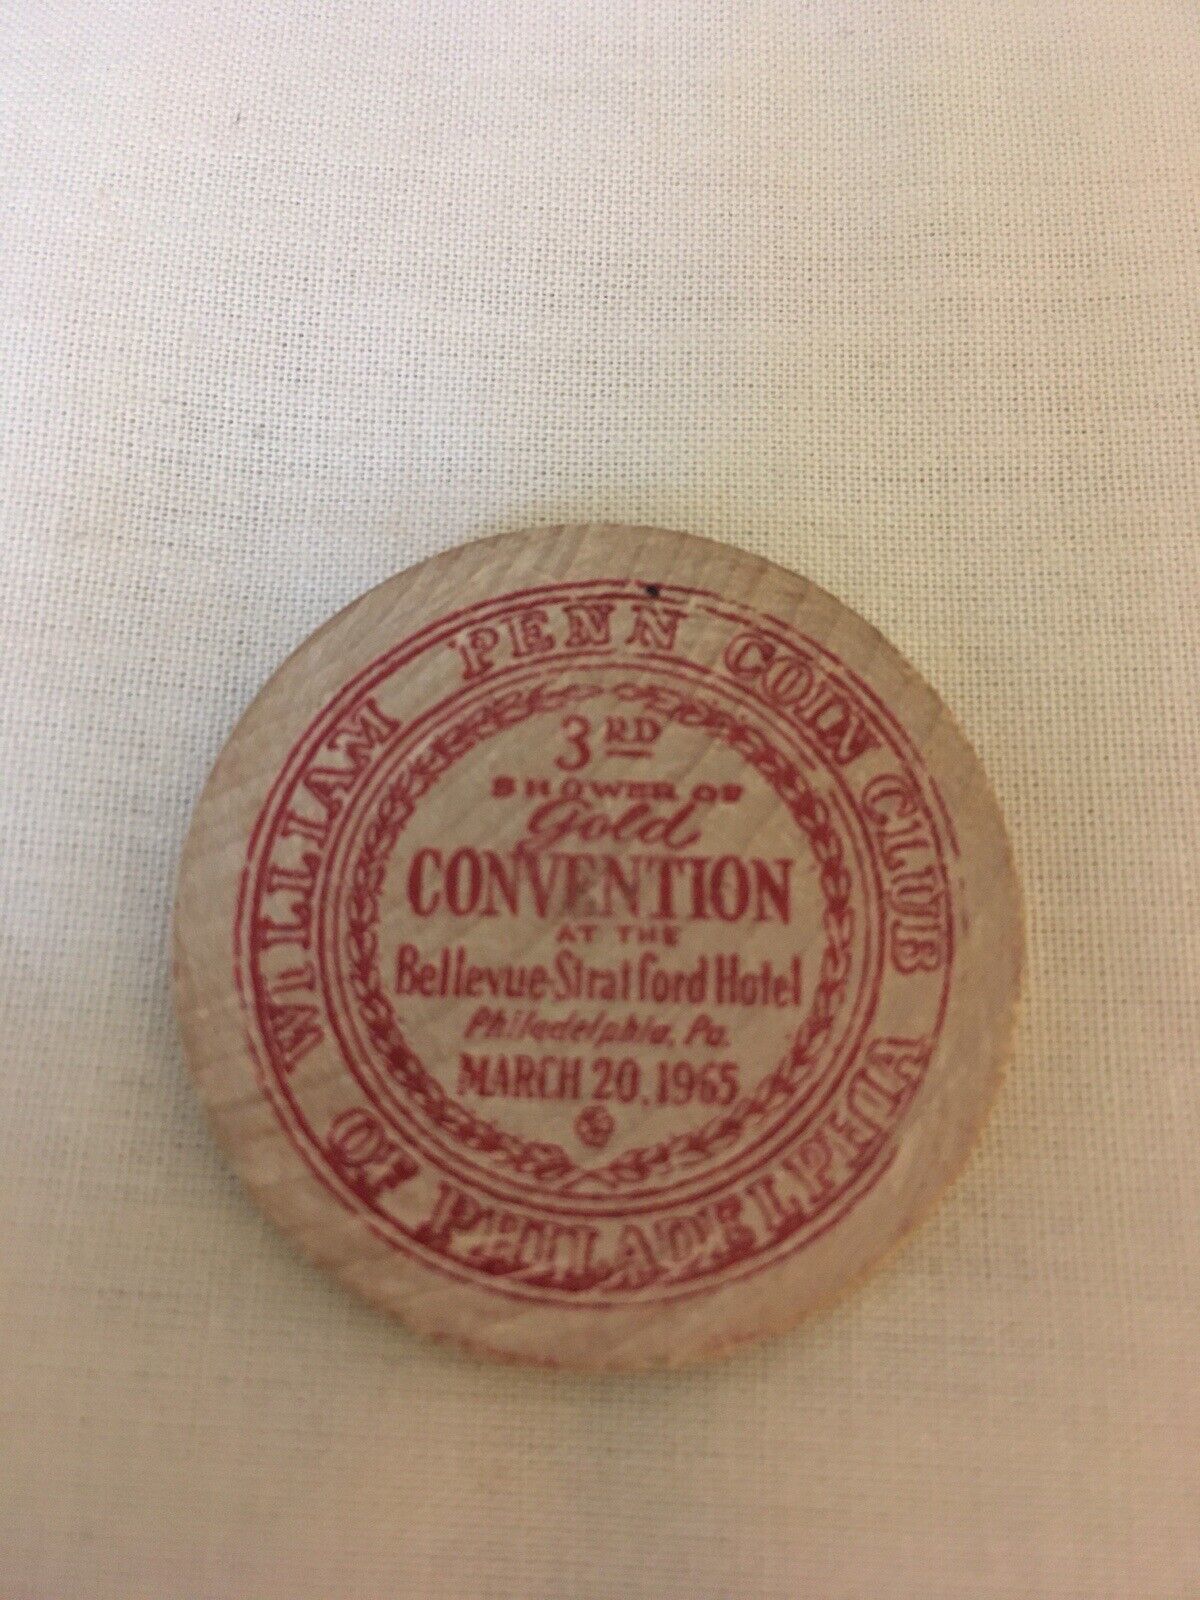 WILLIAM PENN COIN CLUB
OF PHILADELPHIA
3RD
SHOWER OF
Gold
CONVENTION
AT THE
Bellevue-Stratford Hotel
Philadelphia, Pa.
MARCH 20, 1965